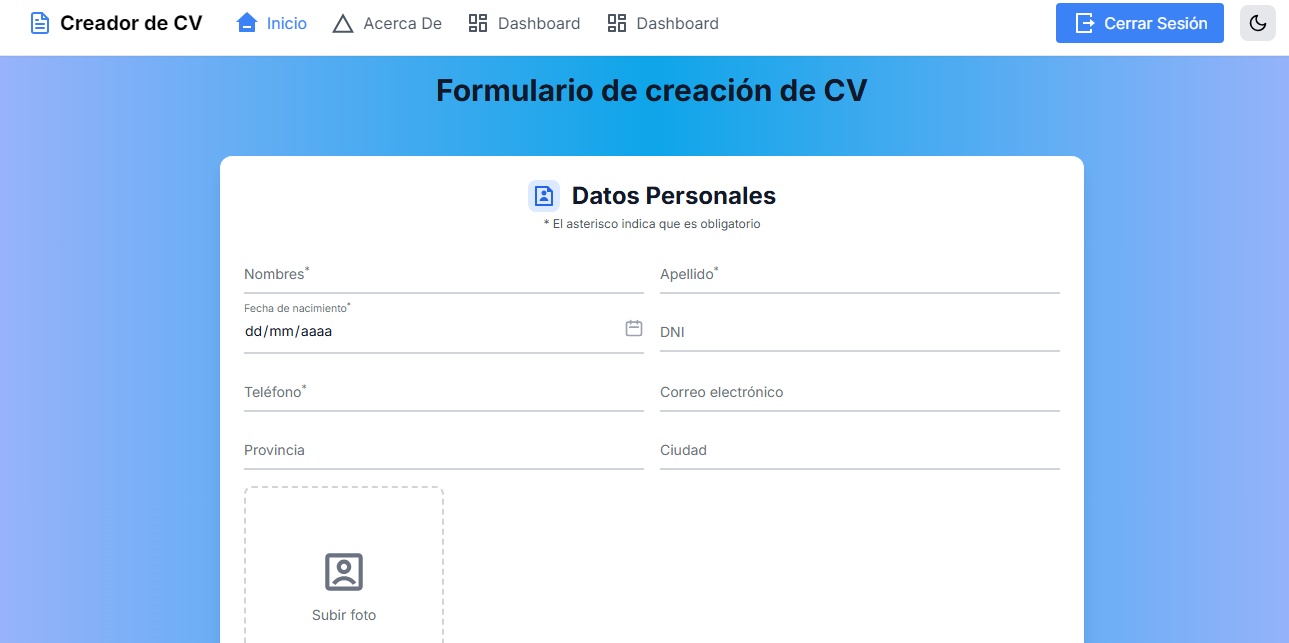 Creador de CV Inicio Acerca De Dashboard Dashboard Cerrar Sesión
Formulario de creación de CV
Datos Personales
* El asterisco indica que es obligatorio
Nombres* Apellido*
Fecha de nacimiento*
dd/mm/aaaa DNI
Teléfono* Correo electrónico
Provincia Ciudad
Subir foto